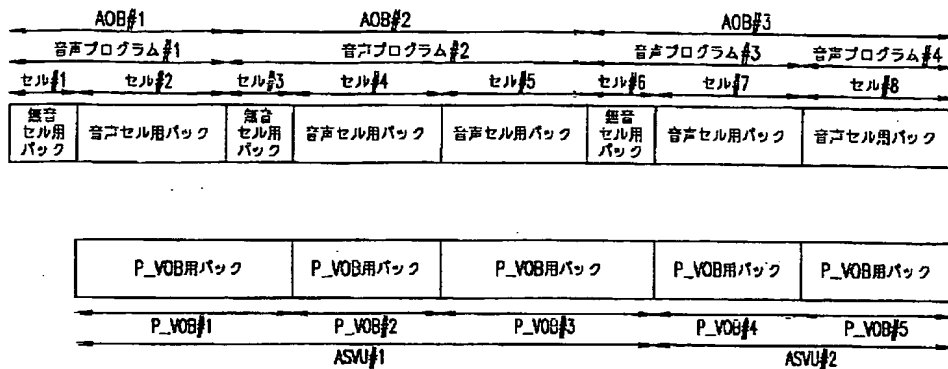 AOB#1 AOB#2 AOB#3
音声プログラム#1 音声プログラム#2 音声プログラム#3 音声プログラム#4
セル#1 セル#2 セル#3 セル#4 セル#5 セル#6 セル#7 セル#8
無音セル用パック 音声セル用パック 無音セル用パック 音声セル用パック 音声セル用パック 無音セル用パック 音声セル用パック 音声セル用パック
P_VOB用パック P_VOB用パック P_VOB用パック P_VOB用パック P_VOB用パック
P_VOB#1 P_VOB#2 P_VOB#3 P_VOB#4 P_VOB#5
ASVU#1 ASVU#2